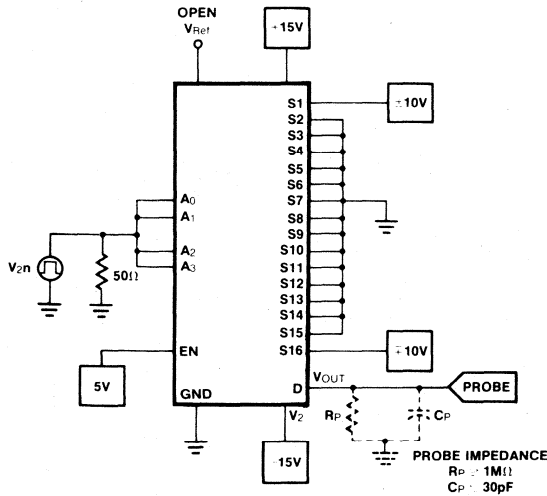 OPEN
VRef
+15V
S1
±10V
S2
S3
S4
S5
S6
S7
S8
S9
S10
S11
S12
S13
S14
S15
S16
∓10V
A0
A1
A2
A3
V2n
50Ω
EN
5V
GND
D
VOUT
PROBE
RP
CP
V2
-15V
PROBE IMPEDANCE
RP = 1MΩ
CP = 30pF